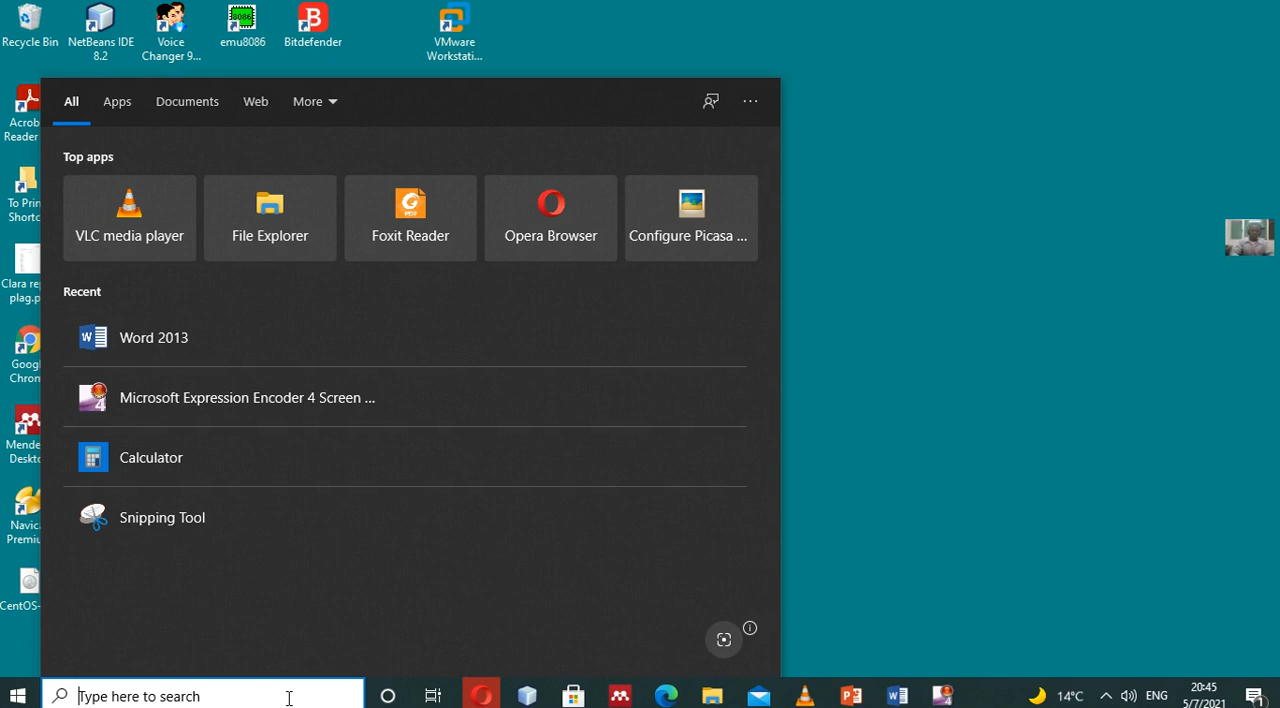 Recycle Bin
NetBeans IDE
8.2
Voice
Changer 9...
8086
emu8086
Bitdefender
VMware
Workstati...
Acrob
Reader
To Prin
Shortc
Clara re
plag.p
Goog
Chron
Mende
Deskto
Navic
Premiu
CentOS-
All
Apps
Documents
Web
More
Top apps
VLC media player
File Explorer
PDF
Foxit Reader
Opera Browser
Configure Picasa ...
Recent
Word 2013
Microsoft Expression Encoder 4 Screen ...
Calculator
Snipping Tool
Type here to search
14°C
ENG
20:45
5/7/2021
1